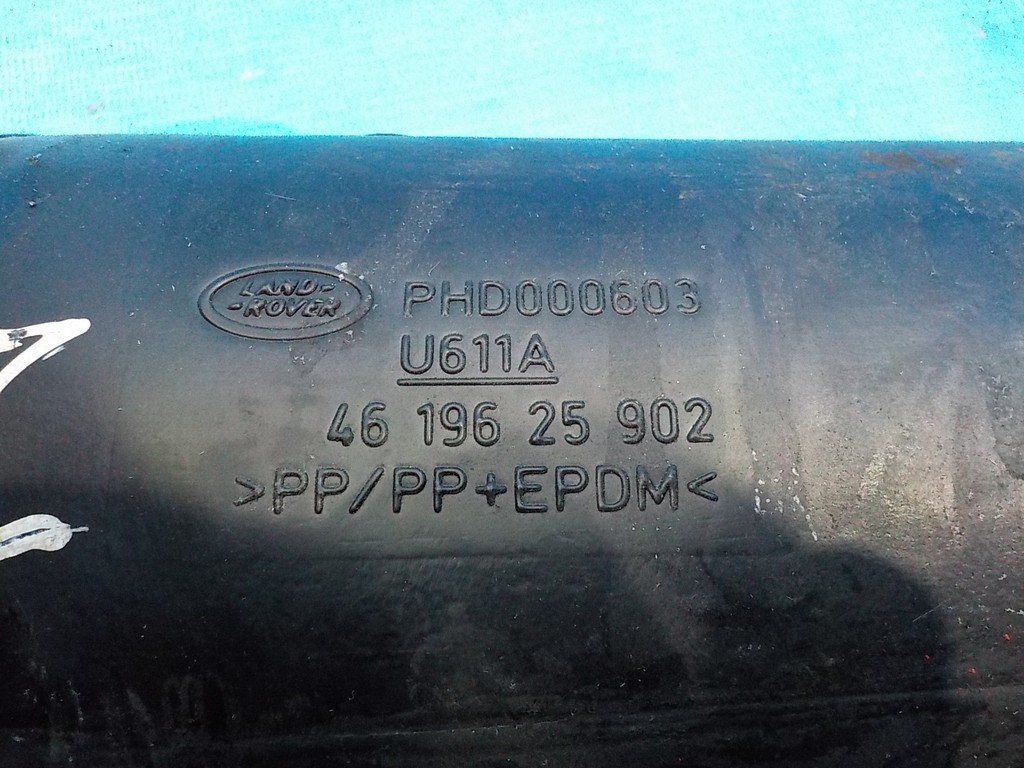 LAND-
-ROVER
PHD000603
U611A
46 196 25 902
>PP/PP+EPDM<